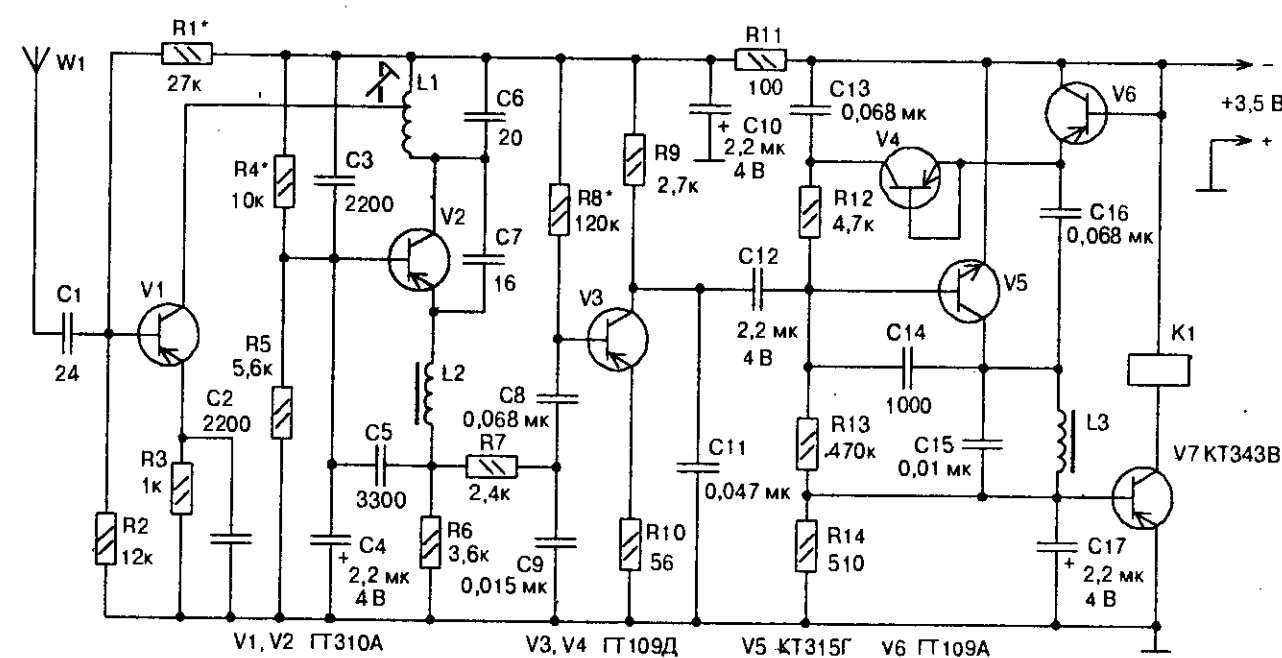 W1
R1*
27к
L1
C6
20
R11
100
C13
0,068 мк
V6
−
+3,5 В
+
R4*
10к
C3
2200
R9
2,7к
+ C10
2,2 мк
4 В
V4
R8*
120к
R12
4,7к
C16
0,068 мк
V2
C7
16
C12
2,2 мк
4 В
V5
C1
24
V1
V3
K1
R5
5,6к
C14
1000
L2
C2
2200
C8
0,068 мк
R13
470к
C15
0,01 мк
L3
V7 КТ343В
C5
3300
R7
2,4к
C11
0,047 мк
R3
1к
R2
12к
C4
+ 2,2 мк
4 В
R6
3,6к
C9
0,015 мк
R10
56
R14
510
C17
+ 2,2 мк
4 В
V1, V2 ГТ310А
V3, V4 ГТ109Д
V5 КТ315Г
V6 ГТ109А